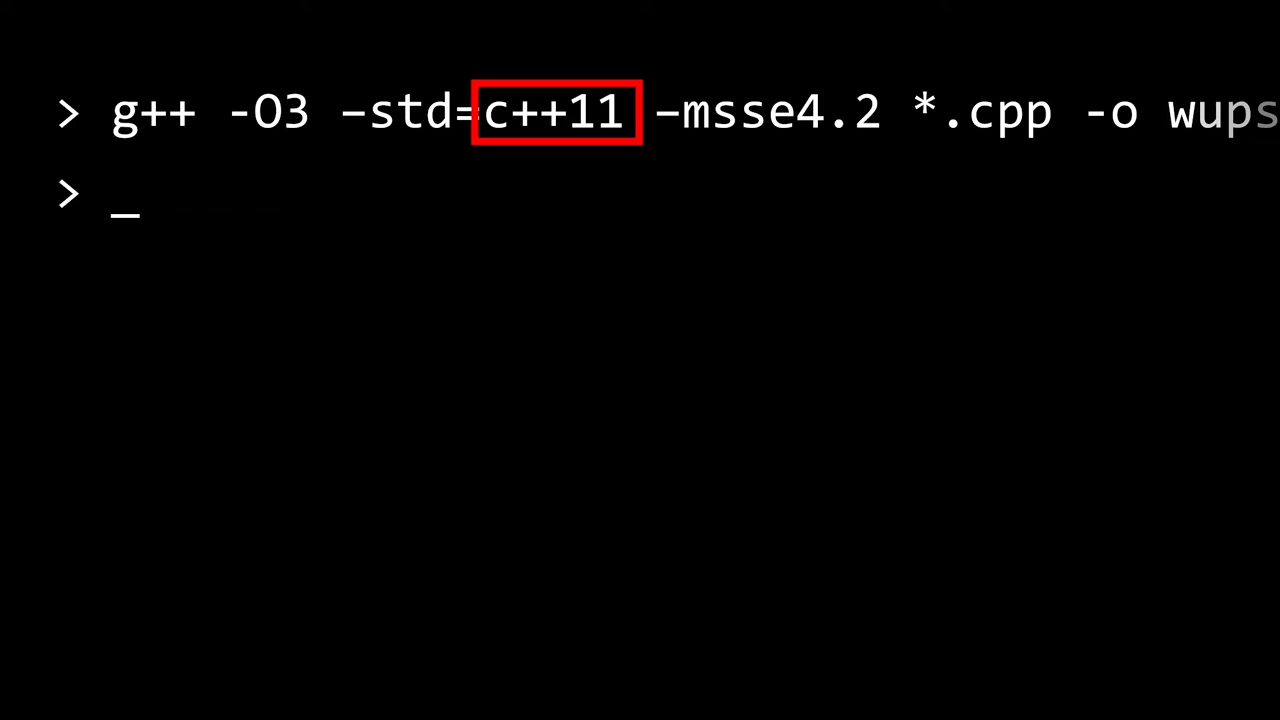 > g++ -O3 –std=c++11 –msse4.2 *.cpp -o wups
> _